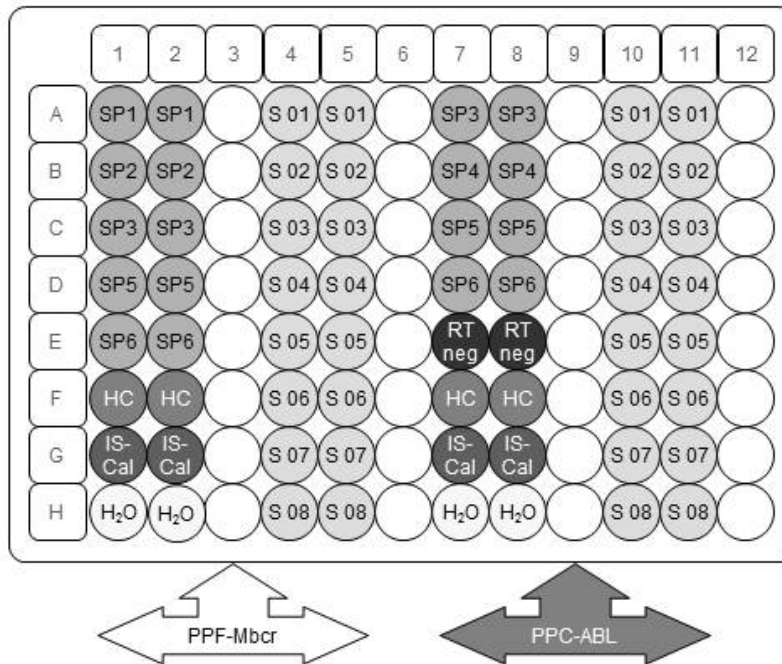 1 2 3 4 5 6 7 8 9 10 11 12
A SP1 SP1 S 01 S 01 SP3 SP3 S 01 S 01
B SP2 SP2 S 02 S 02 SP4 SP4 S 02 S 02
C SP3 SP3 S 03 S 03 SP5 SP5 S 03 S 03
D SP5 SP5 S 04 S 04 SP6 SP6 S 04 S 04
E SP6 SP6 S 05 S 05 RT neg RT neg S 05 S 05
F HC HC S 06 S 06 HC HC S 06 S 06
G IS-Cal IS-Cal S 07 S 07 IS-Cal IS-Cal S 07 S 07
H H₂O H₂O S 08 S 08 H₂O H₂O S 08 S 08
PPF-Mbcr PPC-ABL